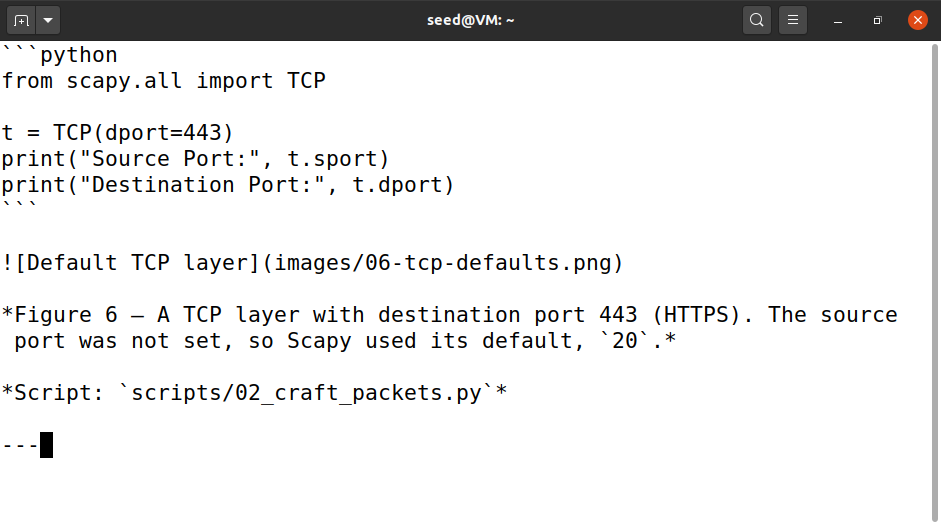 seed@VM: ~
```python
from scapy.all import TCP
t = TCP(dport=443)
print("Source Port:", t.sport)
print("Destination Port:", t.dport)
```
![Default TCP layer](images/06-tcp-defaults.png)
*Figure 6 — A TCP layer with destination port 443 (HTTPS). The source
port was not set, so Scapy used its default, `20`.*
*Script: `scripts/02_craft_packets.py`*
---